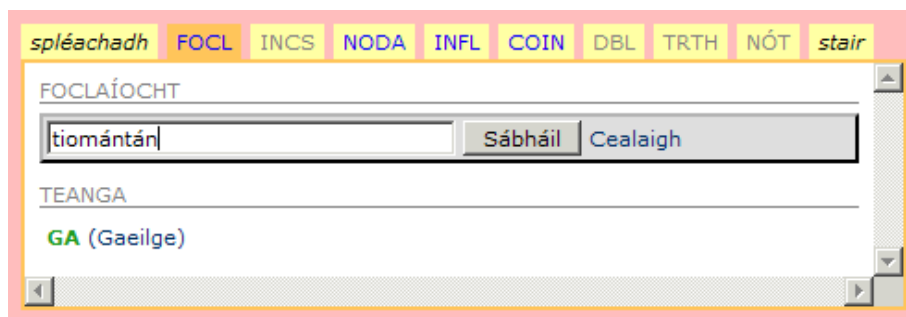 spléachadh FOCL INCS NODA INFL COIN DBL TRTH NÓT stair
FOCLAÍOCHT
tiomántán Sábháil Cealaigh
TEANGA
GA (Gaeilge)